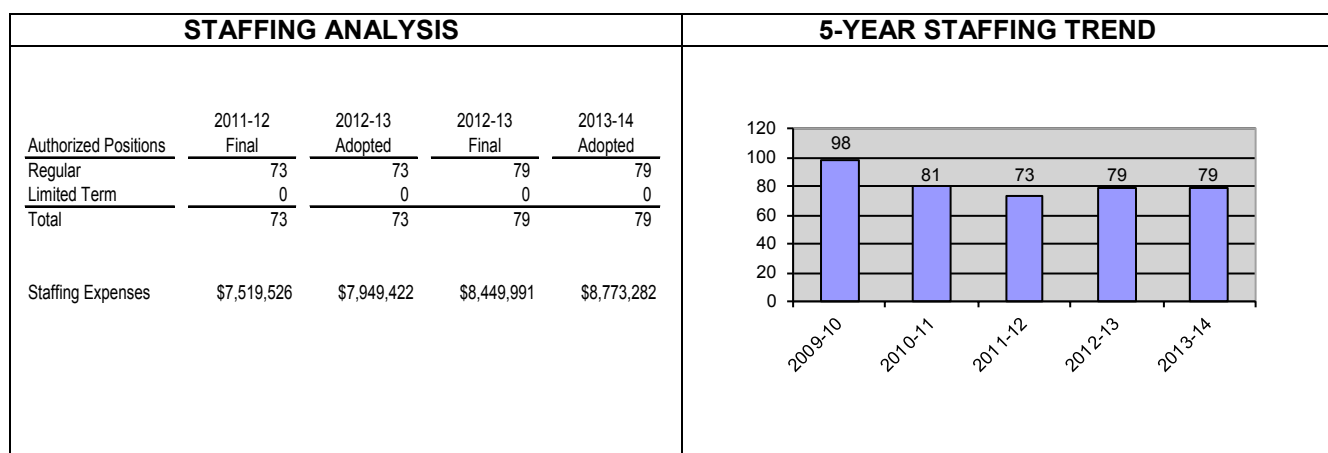 STAFFING ANALYSIS
5-YEAR STAFFING TREND
2011-12 2012-13 2012-13 2013-14
Authorized Positions Final Adopted Final Adopted
Regular 73 73 79 79
Limited Term 0 0 0 0
Total 73 73 79 79
Staffing Expenses $7,519,526 $7,949,422 $8,449,991 $8,773,282
120
100
80
60
40
20
0
98
81
73
79
79
2009-10
2010-11
2011-12
2012-13
2013-14